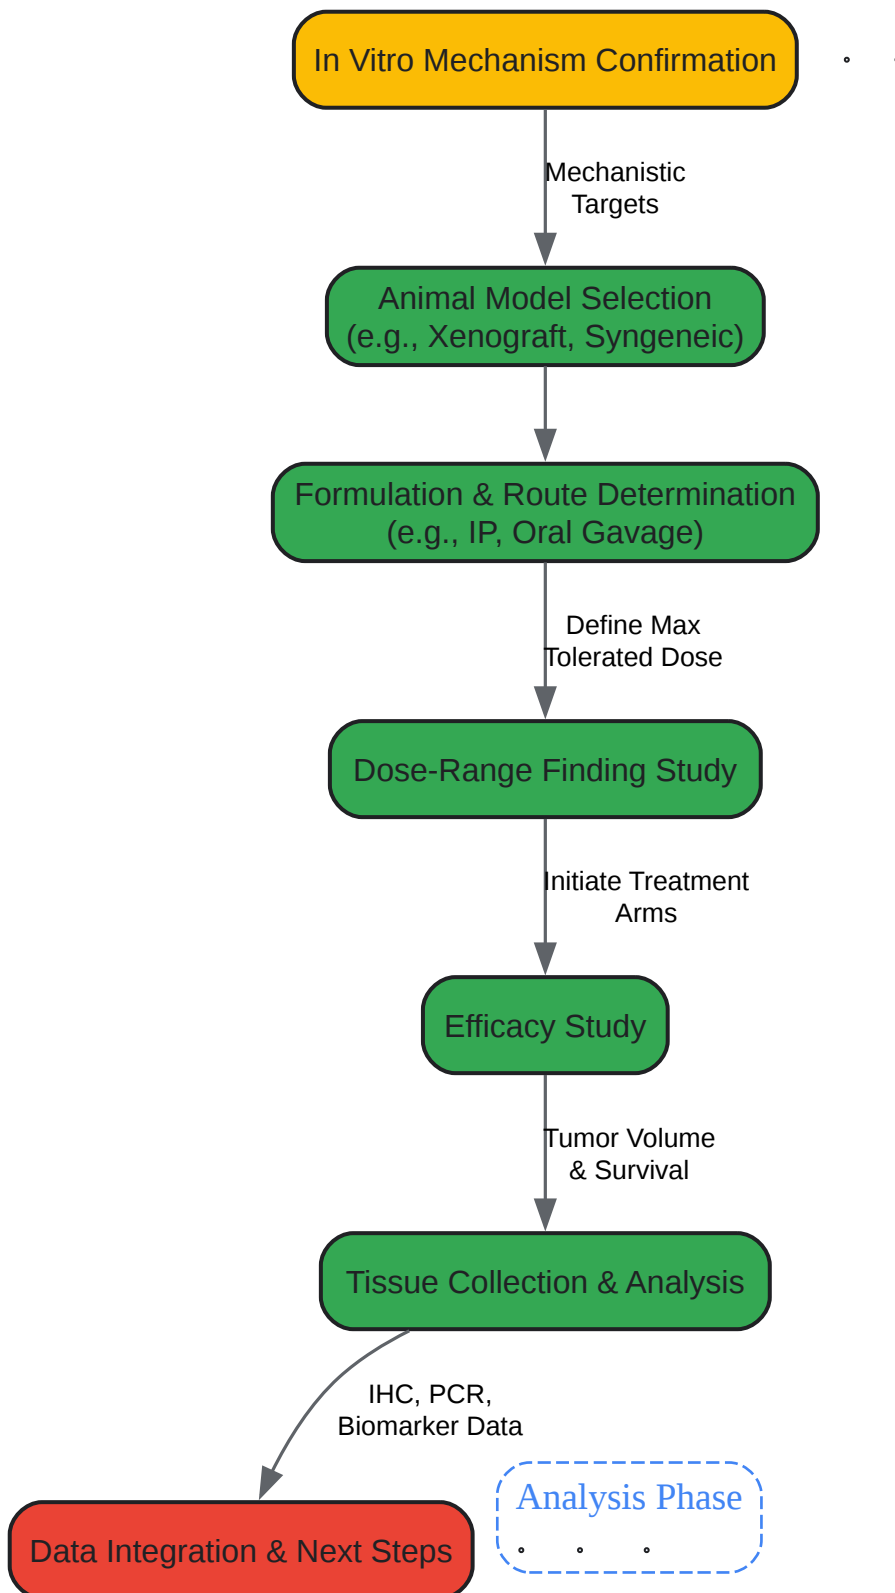 In Vitro Mechanism Confirmation
Mechanistic
Targets
Animal Model Selection
(e.g., Xenograft, Syngeneic)
Formulation & Route Determination
(e.g., IP, Oral Gavage)
Define Max
Tolerated Dose
Dose-Range Finding Study
Initiate Treatment
Arms
Efficacy Study
Tumor Volume
& Survival
Tissue Collection & Analysis
IHC, PCR,
Biomarker Data
Analysis Phase
Data Integration & Next Steps